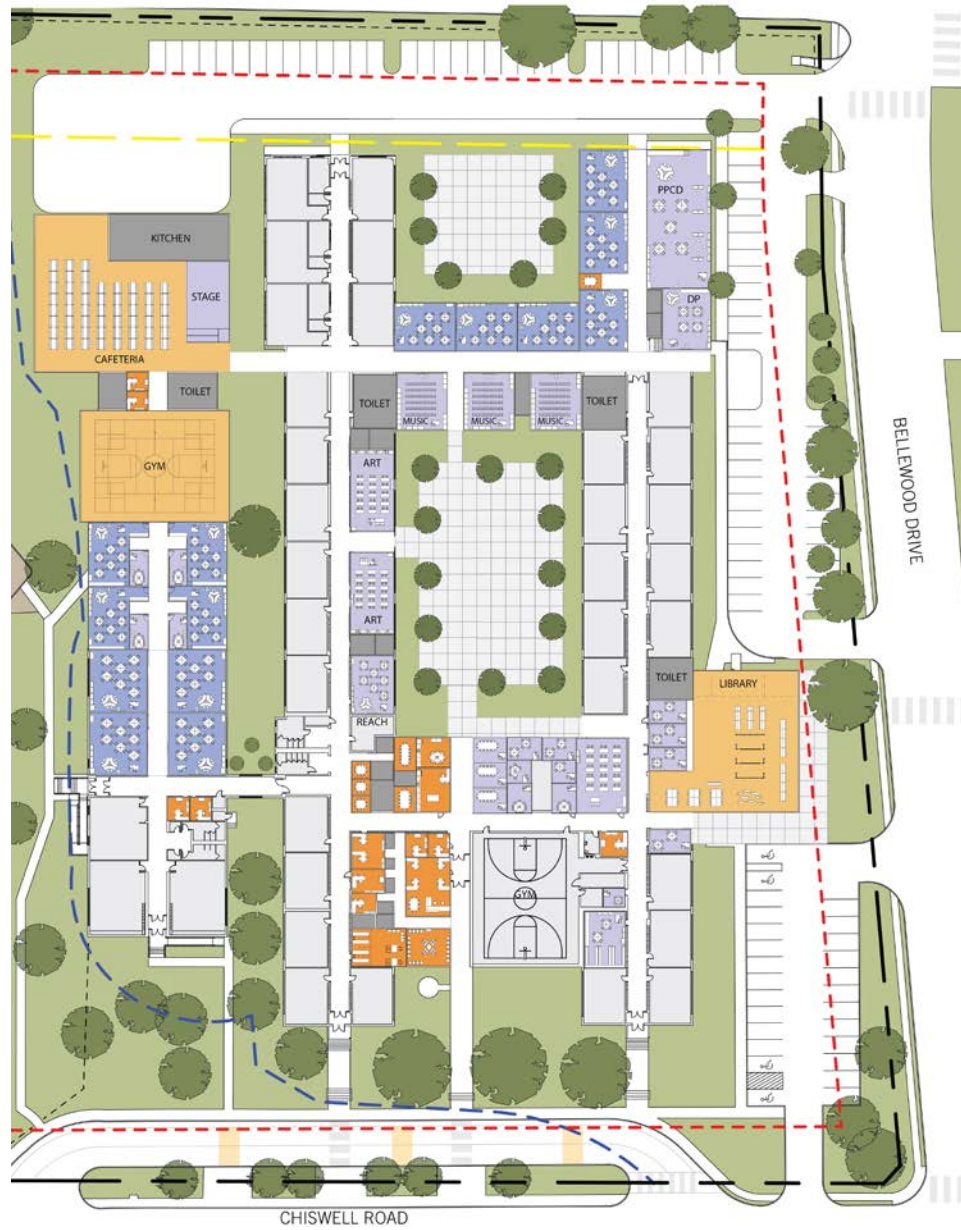 KITCHEN
PPCD
STAGE
DP
CAFETERIA
TOILET
TOILET
MUSIC
MUSIC
MUSIC
TOILET
ART
GYM
BELLEWOOD DRIVE
ART
TOILET
LIBRARY
REACH
GYM
CHISWELL ROAD